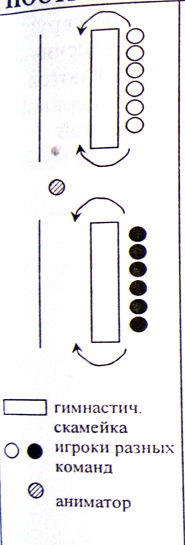 гимнастич.
скамейка
игроки разных
команд
аниматор